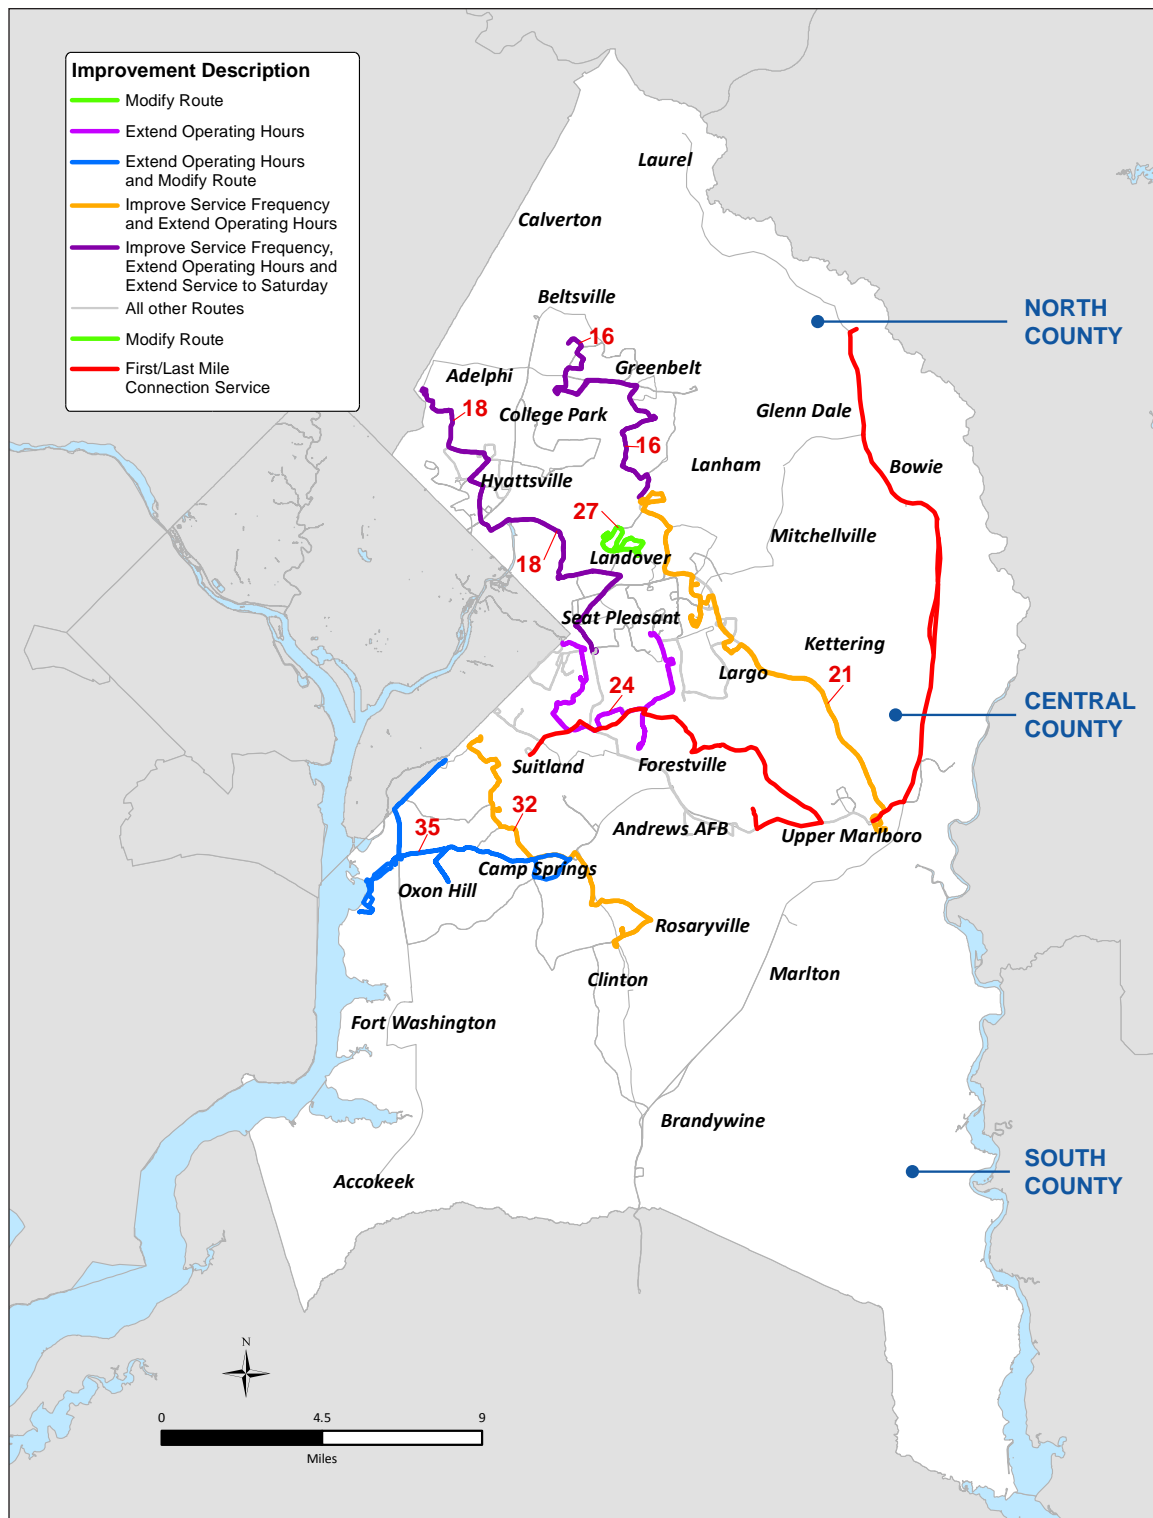 Improvement Description
Modify Route
Extend Operating Hours
Extend Operating Hours
and Modify Route
Improve Service Frequency
and Extend Operating Hours
Improve Service Frequency,
Extend Operating Hours and
Extend Service to Saturday
All other Routes
Modify Route
First/Last Mile
Connection Service
Laurel
Calverton
Beltsville
NORTH
COUNTY
16
Greenbelt
Adelphi
18
College Park
Glenn Dale
16
Lanham
Bowie
Hyattsville
27
Mitchellville
Landover
18
Seat Pleasant
Kettering
Largo
21
24
CENTRAL
COUNTY
Suitland
Forestville
32
Andrews AFB
Upper Marlboro
35
Camp Springs
Oxon Hill
Rosaryville
Clinton
Marlton
Fort Washington
Brandywine
Accokeek
SOUTH
COUNTY
N
0
4.5
9
Miles